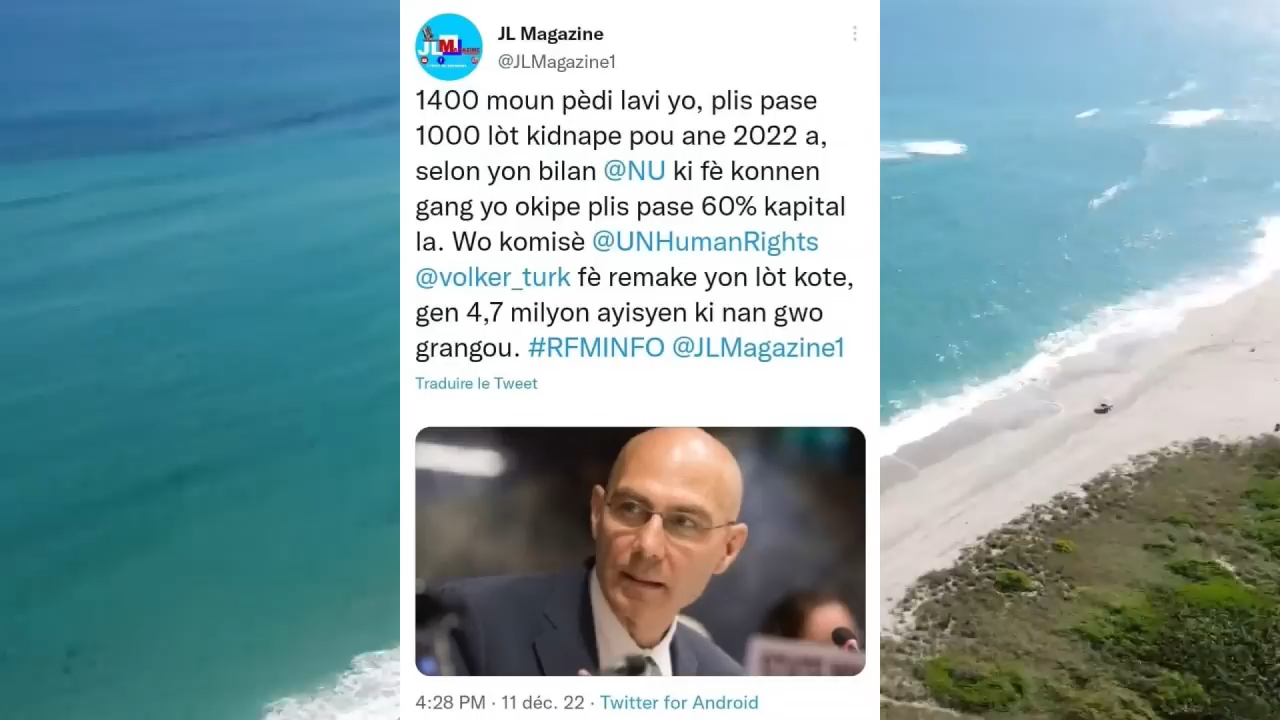 JL Magazine
@JLMagazine1
1400 moun pèdi lavi yo, plis pase
1000 lòt kidnape pou ane 2022 a,
selon yon bilan @NU ki fè konnen
gang yo okipe plis pase 60% kapital
la. Wo komisè @UNHumanRights
@volker_turk fè remake yon lòt kote,
gen 4,7 milyon ayisyen ki nan gwo
grangou. #RFMINFO @JLMagazine1
Traduire le Tweet
4:28 PM · 11 déc. 22 · Twitter for Android